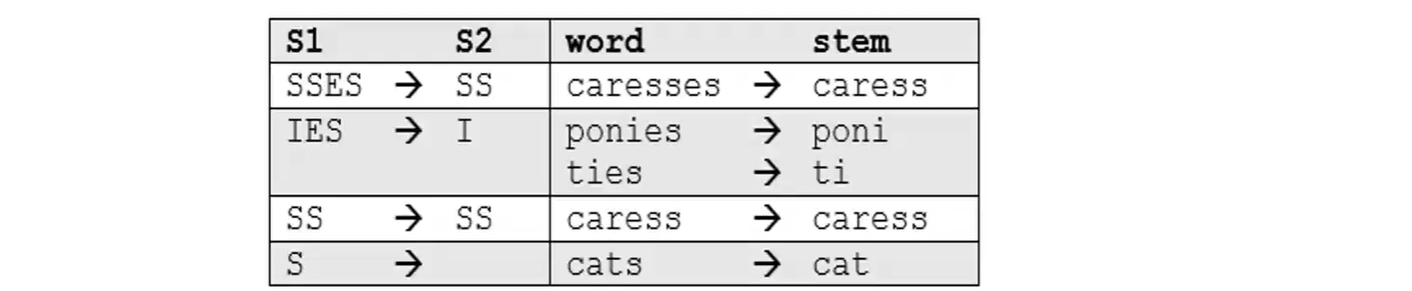 S1 S2 word stem
SSES → SS caresses → caress
IES → I ponies → poni
ties → ti
SS → SS caress → caress
S → cats → cat